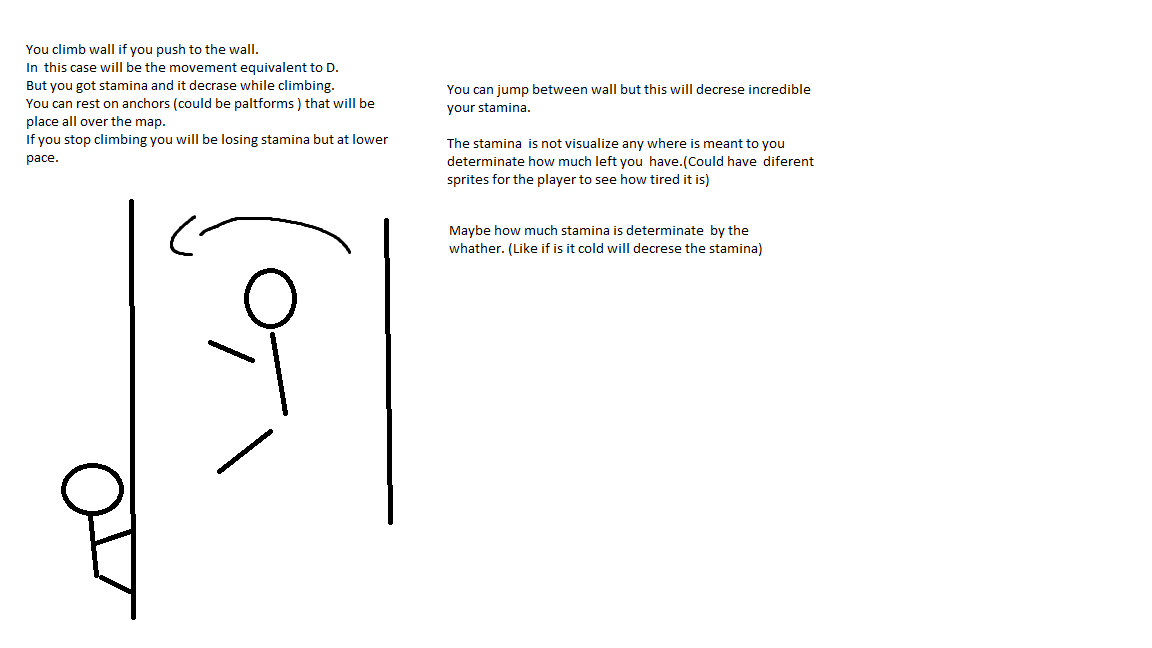 You climb wall if you push to the wall.
In this case will be the movement equivalent to D.
But you got stamina and it decrase while climbing.
You can rest on anchors (could be paltforms ) that will be
place all over the map.
If you stop climbing you will be losing stamina but at lower
pace.
You can jump between wall but this will decrese incredible
your stamina.
The stamina is not visualize any where is meant to you
determinate how much left you have.(Could have diferent
sprites for the player to see how tired it is)
Maybe how much stamina is determinate by the
whather. (Like if is it cold will decrese the stamina)